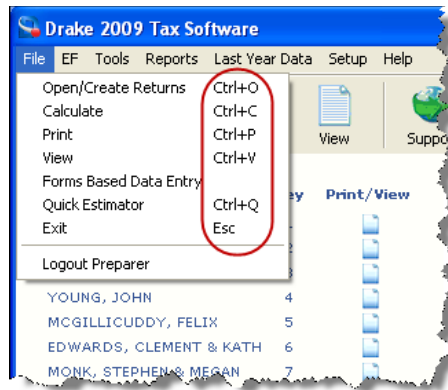 Drake 2009 Tax Software
File EF Tools Reports Last Year Data Setup Help
Open/Create Returns Ctrl+O
Calculate Ctrl+C
Print Ctrl+P
View Ctrl+V
Forms Based Data Entry
Quick Estimator Ctrl+Q
Exit Esc
Logout Preparer
View Suppo
ey Print/View
YOUNG, JOHN 4
MCGILLICUDDY, FELIX 5
EDWARDS, CLEMENT & KATH 6
MONK, STEPHEN & MEGAN 7